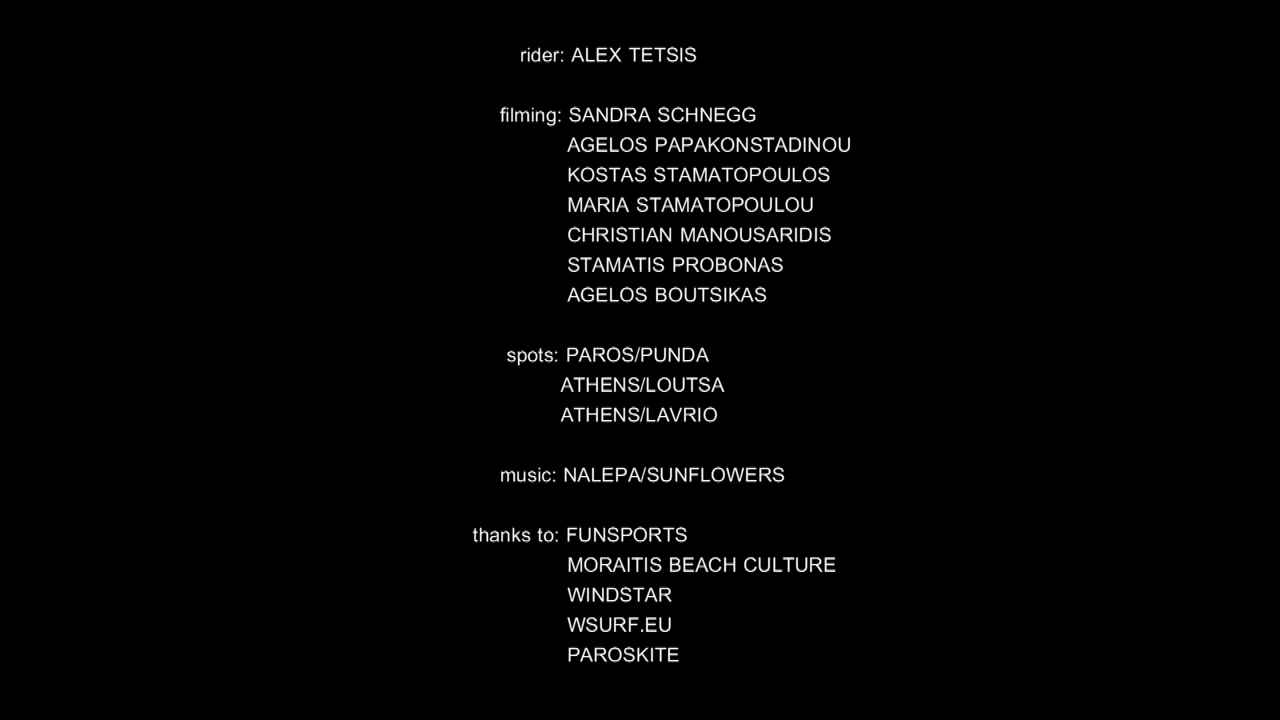 rider: ALEX TETSIS
filming: SANDRA SCHNEGG
AGELOS PAPAKONSTADINOU
KOSTAS STAMATOPOULOS
MARIA STAMATOPOULOU
CHRISTIAN MANOUSARIDIS
STAMATIS PROBONAS
AGELOS BOUTSIKAS
spots: PAROS/PUNDA
ATHENS/LOUTSA
ATHENS/LAVRIO
music: NALEPA/SUNFLOWERS
thanks to: FUNSPORTS
MORAITIS BEACH CULTURE
WINDSTAR
WSURF.EU
PAROSKITE